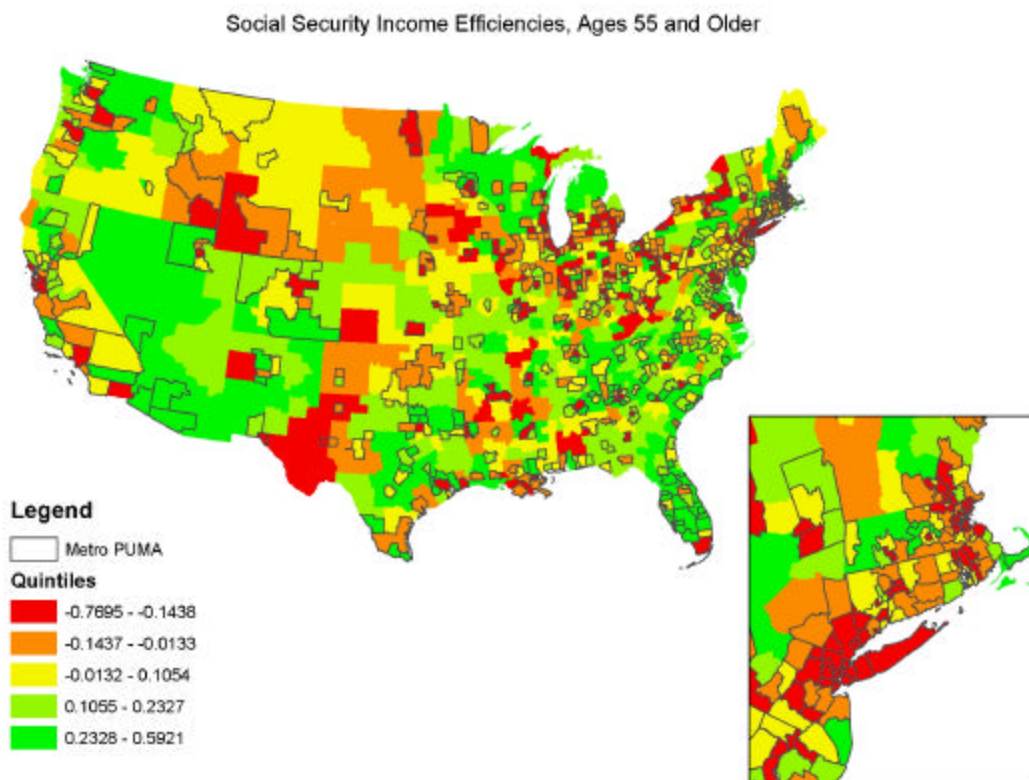 Social Security Income Efficiencies, Ages 55 and Older
Legend
Metro PUMA
Quintiles
-0.7695 - -0.1438
-0.1437 - -0.0133
-0.0132 - 0.1054
0.1055 - 0.2327
0.2328 - 0.5921